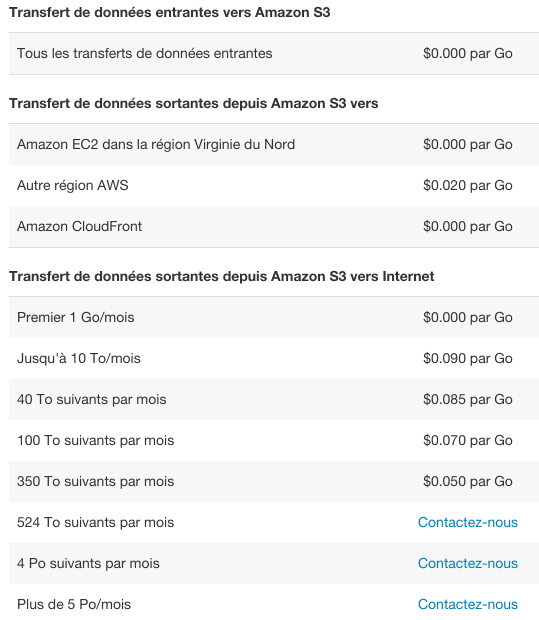 Transfert de données entrantes vers Amazon S3
Tous les transferts de données entrantes $0.000 par Go
Transfert de données sortantes depuis Amazon S3 vers
Amazon EC2 dans la région Virginie du Nord $0.000 par Go
Autre région AWS $0.020 par Go
Amazon CloudFront $0.000 par Go
Transfert de données sortantes depuis Amazon S3 vers Internet
Premier 1 Go/mois $0.000 par Go
Jusqu'à 10 To/mois $0.090 par Go
40 To suivants par mois $0.085 par Go
100 To suivants par mois $0.070 par Go
350 To suivants par mois $0.050 par Go
524 To suivants par mois Contactez-nous
4 Po suivants par mois Contactez-nous
Plus de 5 Po/mois Contactez-nous